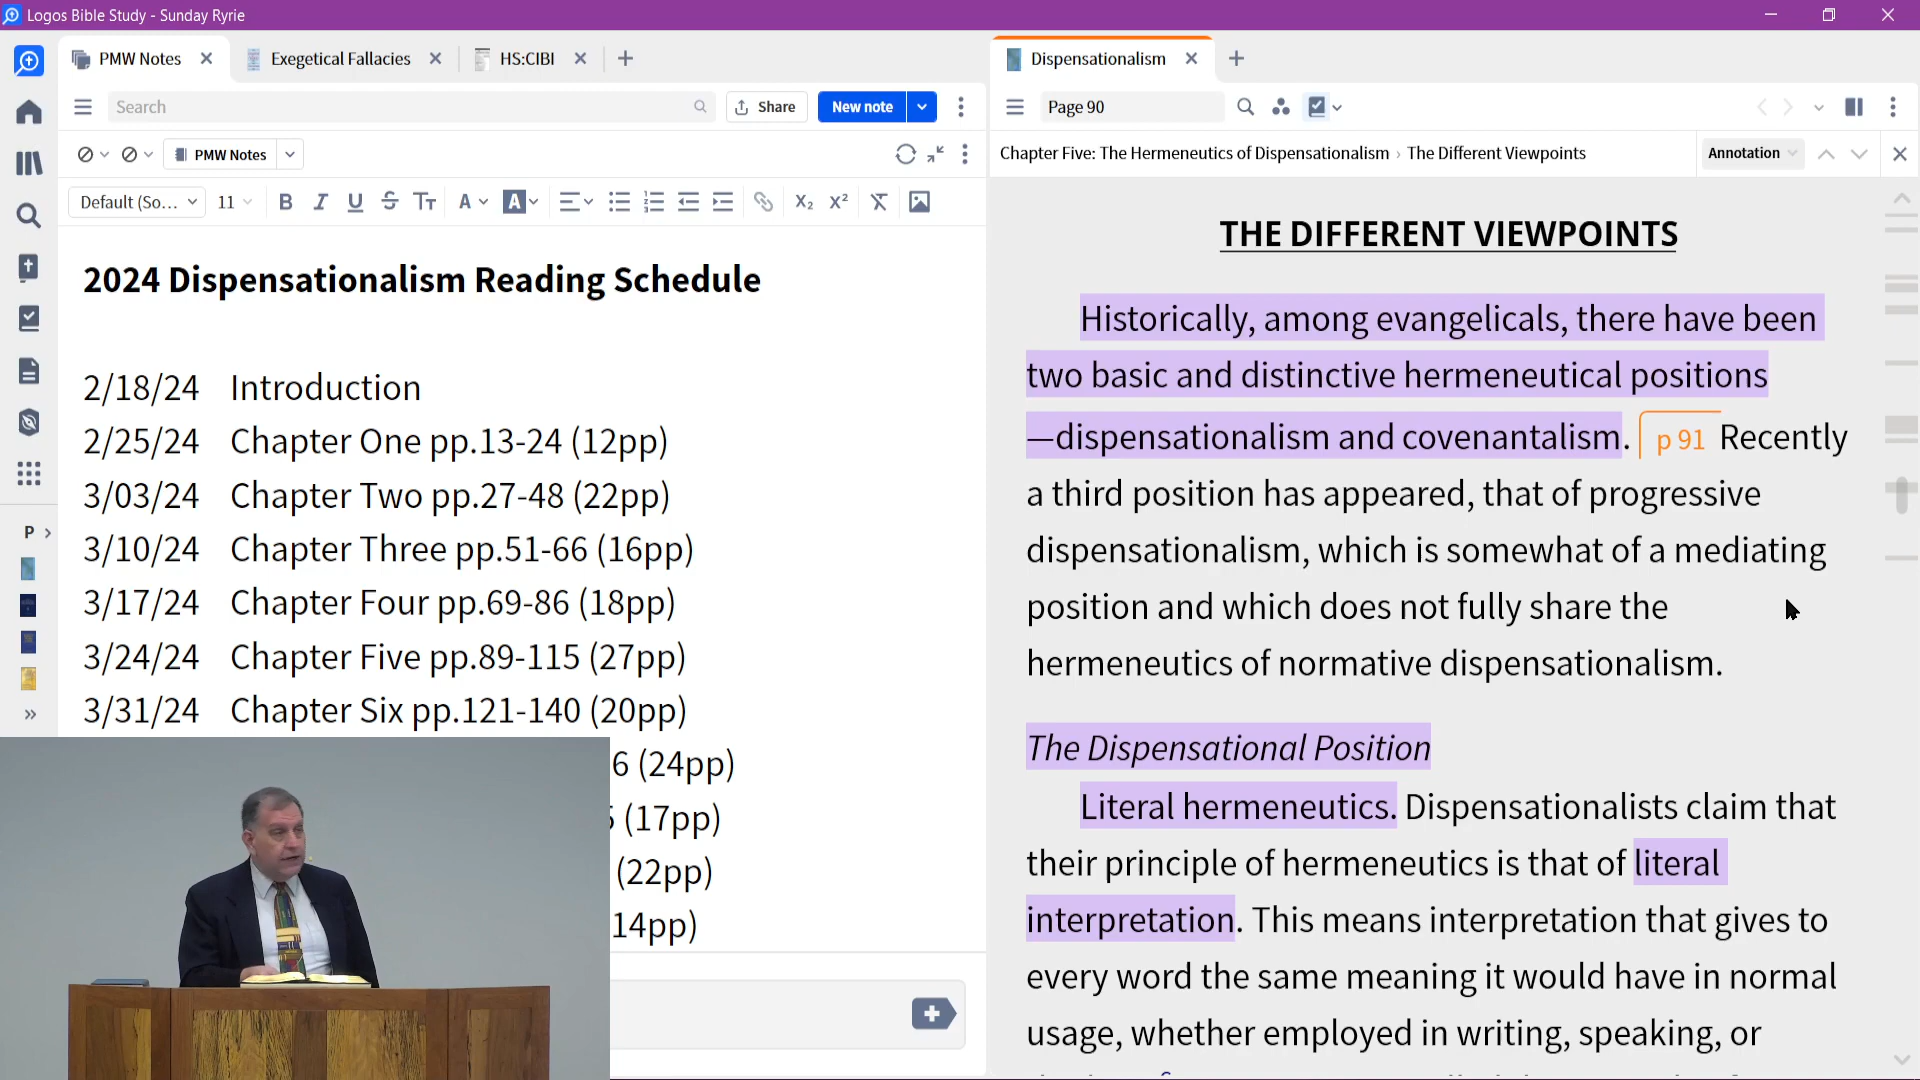 Logos Bible Study - Sunday Ryrie
PMW Notes
Exegetical Fallacies
HS:CIBI
Search
Share
New note
PMW Notes
Default (So...
11
2024 Dispensationalism Reading Schedule
2/18/24 Introduction
2/25/24 Chapter One pp.13-24 (12pp)
3/03/24 Chapter Two pp.27-48 (22pp)
3/10/24 Chapter Three pp.51-66 (16pp)
3/17/24 Chapter Four pp.69-86 (18pp)
3/24/24 Chapter Five pp.89-115 (27pp)
3/31/24 Chapter Six pp.121-140 (20pp)
6 (24pp)
(17pp)
(22pp)
14pp)
P
Dispensationalism
Page 90
Chapter Five: The Hermeneutics of Dispensationalism › The Different Viewpoints
Annotation
THE DIFFERENT VIEWPOINTS
Historically, among evangelicals, there have been
two basic and distinctive hermeneutical positions
—dispensationalism and covenantalism. p 91 Recently
a third position has appeared, that of progressive
dispensationalism, which is somewhat of a mediating
position and which does not fully share the
hermeneutics of normative dispensationalism.
The Dispensational Position
Literal hermeneutics. Dispensationalists claim that
their principle of hermeneutics is that of literal
interpretation. This means interpretation that gives to
every word the same meaning it would have in normal
usage, whether employed in writing, speaking, or